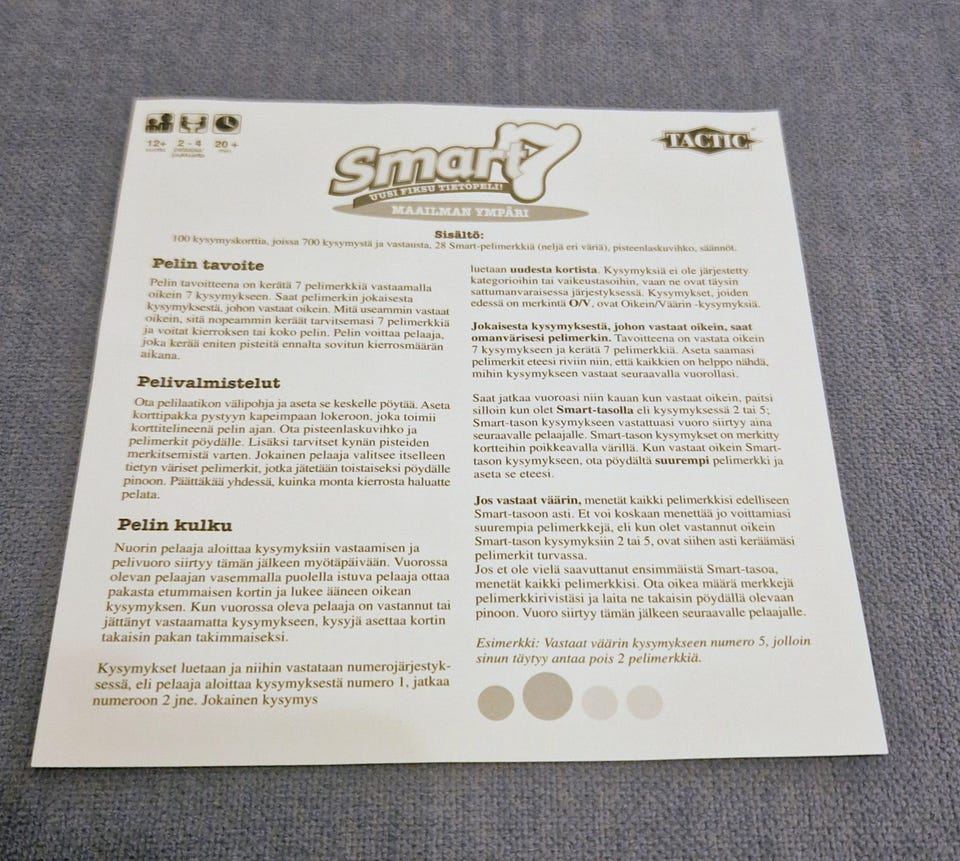 12+
vuotta
2 - 4
pelaajaa/
joukkuetta
20+
min
Smart7
UUSI FIKSU TIETOPELI!
MAAILMAN YMPÄRI
TACTIC
Sisältö:
100 kysymyskorttia, joissa 700 kysymystä ja vastausta, 28 Smart-pelimerkkiä (neljä eri väriä), pisteenlaskuvihko, säännöt.
Pelin tavoite
Pelin tavoitteena on kerätä 7 pelimerkkiä vastaamalla
oikein 7 kysymykseen. Saat pelimerkin jokaisesta
kysymyksestä, johon vastaat oikein. Mitä useammin vastaat
oikein, sitä nopeammin keräät tarvitsemasi 7 pelimerkkiä
ja voitat kierroksen tai koko pelin. Pelin voittaa pelaaja,
joka kerää eniten pisteitä ennalta sovitun kierrosmäärän
aikana.
Pelivalmistelut
Ota pelilaatikon välipohja ja aseta se keskelle pöytää. Aseta
korttipakka pystyyn kapeimpaan lokeroon, joka toimii
korttitelineenä pelin ajan. Ota pisteenlaskuvihko ja
pelimerkit pöydälle. Lisäksi tarvitset kynän pisteiden
merkitsemistä varten. Jokainen pelaaja valitsee itselleen
tietyn väriset pelimerkit, jotka jätetään toistaiseksi pöydälle
pinoon. Päättäkää yhdessä, kuinka monta kierrosta haluatte
pelata.
Pelin kulku
Nuorin pelaaja aloittaa kysymyksiin vastaamisen ja
pelivuoro siirtyy tämän jälkeen myötäpäivään. Vuorossa
olevan pelaajan vasemmalla puolella istuva pelaaja ottaa
pakasta etummaisen kortin ja lukee ääneen oikean
kysymyksen. Kun vuorossa oleva pelaaja on vastannut tai
jättänyt vastaamatta kysymykseen, kysyjä asettaa kortin
takaisin pakan takimmaiseksi.
Kysymykset luetaan ja niihin vastataan numerojärjestyk-
sessä, eli pelaaja aloittaa kysymyksestä numero 1, jatkaa
numeroon 2 jne. Jokainen kysymys
luetaan uudesta kortista. Kysymyksiä ei ole järjestetty
kategorioihin tai vaikeustasoihin, vaan ne ovat täysin
sattumanvaraisessa järjestyksessä. Kysymykset, joiden
edessä on merkintä O/V, ovat Oikein/Väärin -kysymyksiä.
Jokaisesta kysymyksestä, johon vastaat oikein, saat
omanvärisesi pelimerkin. Tavoitteena on vastata oikein
7 kysymykseen ja kerätä 7 pelimerkkiä. Aseta saamasi
pelimerkit eteesi riviin niin, että kaikkien on helppo nähdä,
mihin kysymykseen vastaat seuraavalla vuorollasi.
Saat jatkaa vuoroasi niin kauan kun vastaat oikein, paitsi
silloin kun olet Smart-tasolla eli kysymyksessä 2 tai 5;
Smart-tason kysymykseen vastattuasi vuoro siirtyy aina
seuraavalle pelaajalle. Smart-tason kysymykset on merkitty
kortteihin poikkeavalla värillä. Kun vastaat oikein Smart-
tason kysymykseen, ota pöydältä suurempi pelimerkki ja
aseta se eteesi.
Jos vastaat väärin, menetät kaikki pelimerkkisi edelliseen
Smart-tasoon asti. Et voi koskaan menettää jo voittamiasi
suurempia pelimerkkejä, eli kun olet vastannut oikein
Smart-tason kysymyksiin 2 tai 5, ovat siihen asti keräämäsi
pelimerkit turvassa.
Jos et ole vielä saavuttanut ensimmäistä Smart-tasoa,
menetät kaikki pelimerkkisi. Ota oikea määrä merkkejä
pelimerkkirivistäsi ja laita ne takaisin pöydällä olevaan
pinoon. Vuoro siirtyy tämän jälkeen seuraavalle pelaajalle.
Esimerkki: Vastaat väärin kysymykseen numero 5, jolloin
sinun täytyy antaa pois 2 pelimerkkiä.